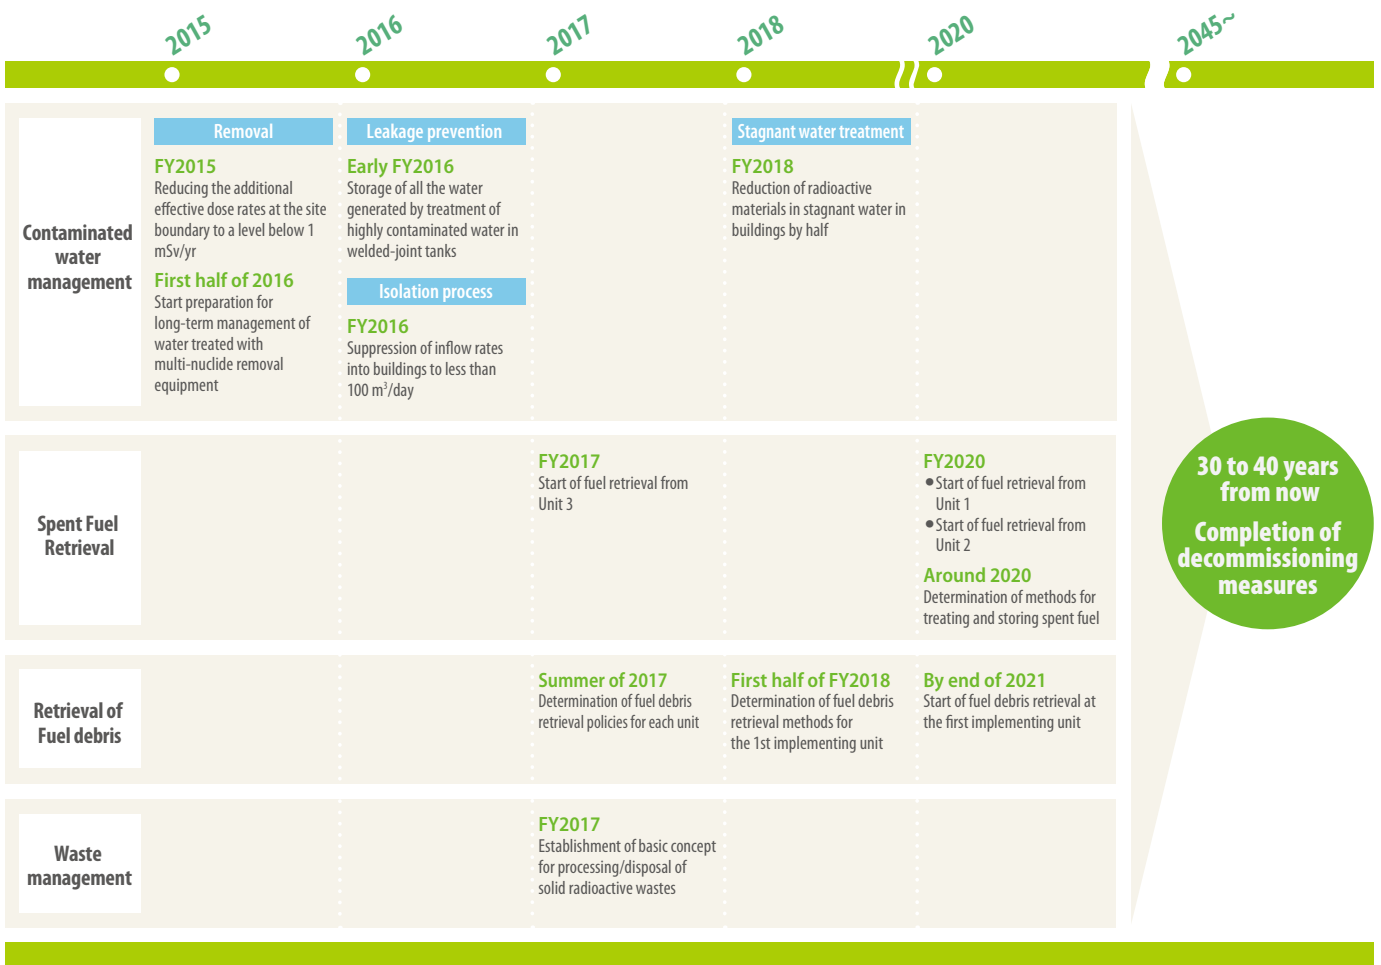 2015
2016
2017
2018
2020
2045~
Contaminated
water
management
Removal
FY2015
Reducing the additional
effective dose rates at the site
boundary to a level below 1
mSv/yr
First half of 2016
Start preparation for
long-term management of
water treated with
multi-nuclide removal
equipment
Leakage prevention
Early FY2016
Storage of all the water
generated by treatment of
highly contaminated water in
welded-joint tanks
Isolation process
FY2016
Suppression of inflow rates
into buildings to less than
100 m³/day
Stagnant water treatment
FY2018
Reduction of radioactive
materials in stagnant water in
buildings by half
Spent Fuel
Retrieval
FY2017
Start of fuel retrieval from
Unit 3
FY2020
●Start of fuel retrieval from
Unit 1
●Start of fuel retrieval from
Unit 2
Around 2020
Determination of methods for
treating and storing spent fuel
Retrieval of
Fuel debris
Summer of 2017
Determination of fuel debris
retrieval policies for each unit
First half of FY2018
Determination of fuel debris
retrieval methods for
the 1st implementing unit
By end of 2021
Start of fuel debris retrieval at
the first implementing unit
Waste
management
FY2017
Establishment of basic concept
for processing/disposal of
solid radioactive wastes
30 to 40 years
from now
Completion of
decommissioning
measures